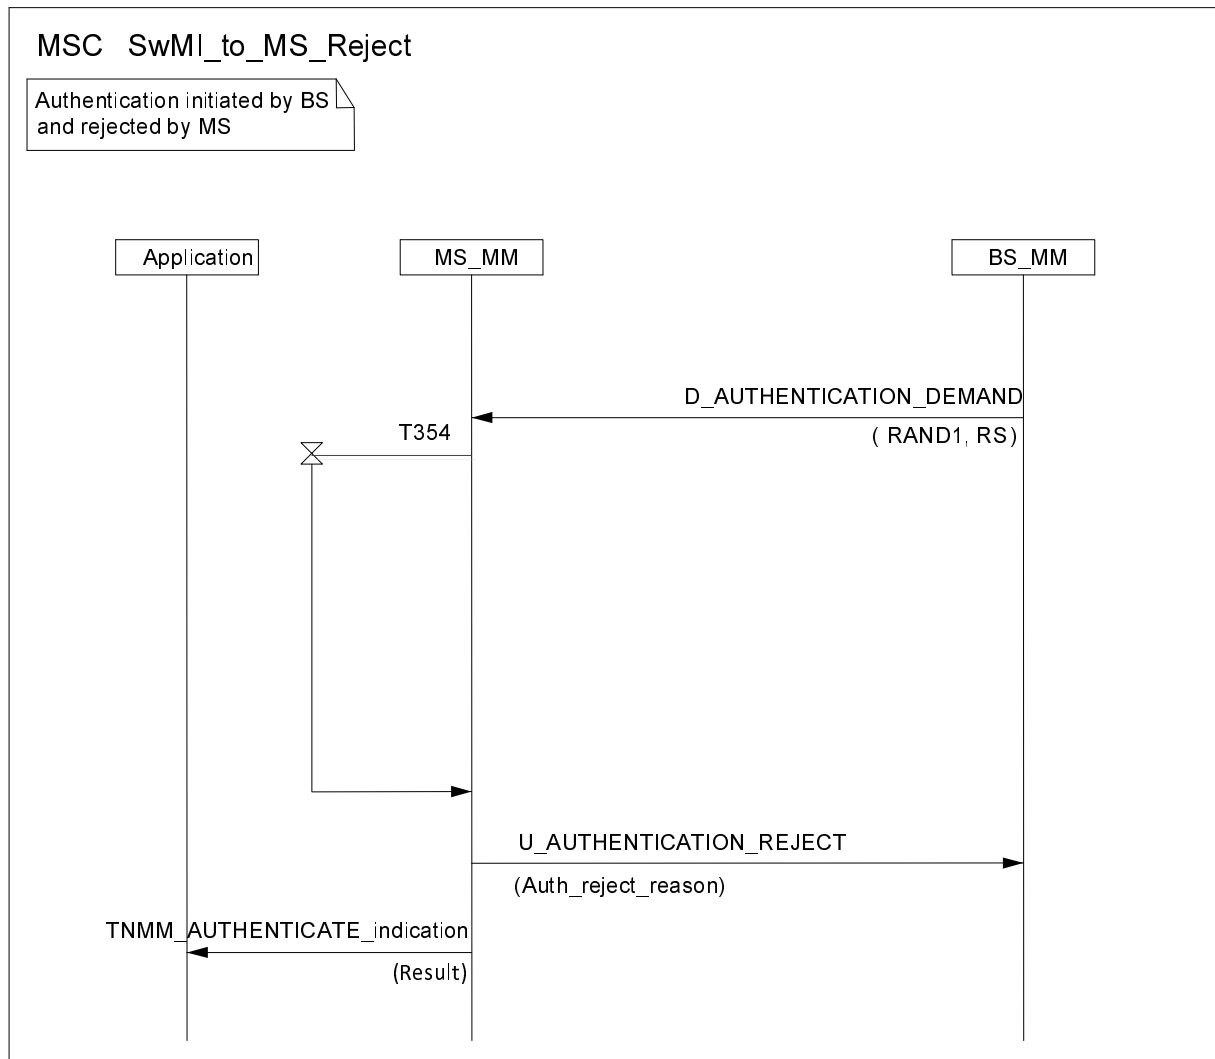 MSC SwMI_to_MS_Reject
Authentication initiated by BS
and rejected by MS
Application
MS_MM
BS_MM
D_AUTHENTICATION_DEMAND
( RAND1, RS)
T354
U_AUTHENTICATION_REJECT
(Auth_reject_reason)
TNMM_AUTHENTICATE_indication
(Result)